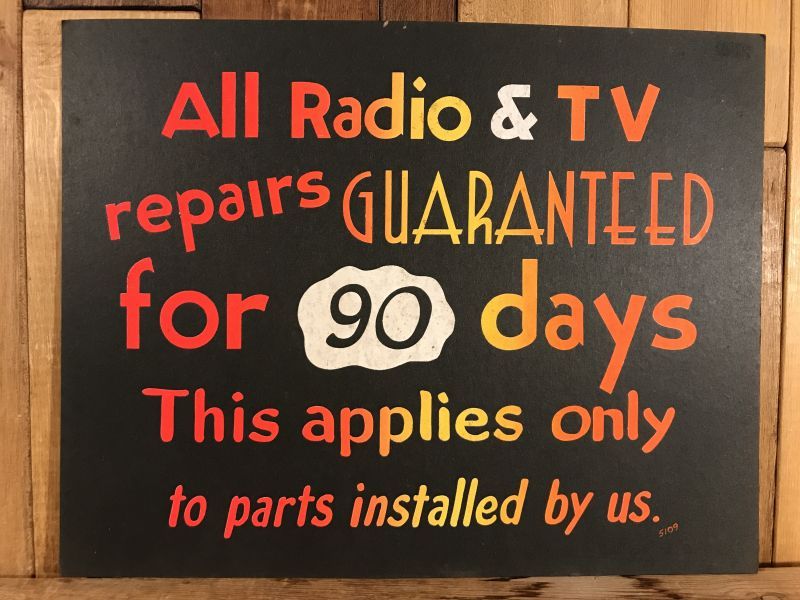 All Radio & TV
repairs GUARANTEED
for 90 days
This applies only
to parts installed by us.
5109